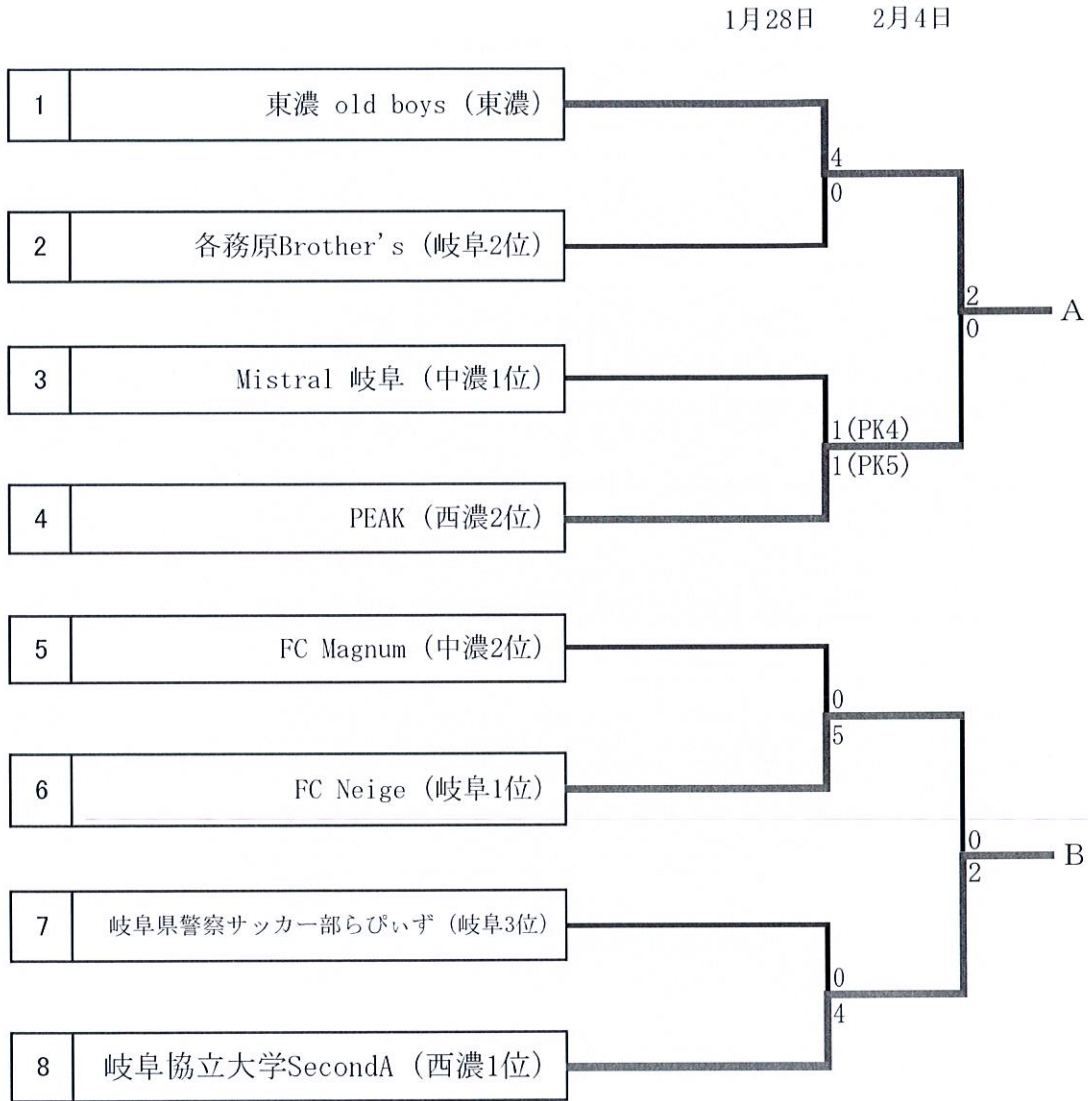 1月28日 2月4日
1 東濃 old boys (東濃)
4
0
2 各務原Brother's (岐阜2位)
2
0
A
3 Mistral 岐阜 (中濃1位)
1(PK4)
1(PK5)
4 PEAK (西濃2位)
5 FC Magnum (中濃2位)
0
5
6 FC Neige (岐阜1位)
0
2
B
7 岐阜県警察サッカー部らぴぃず (岐阜3位)
0
4
8 岐阜協立大学SecondA (西濃1位)